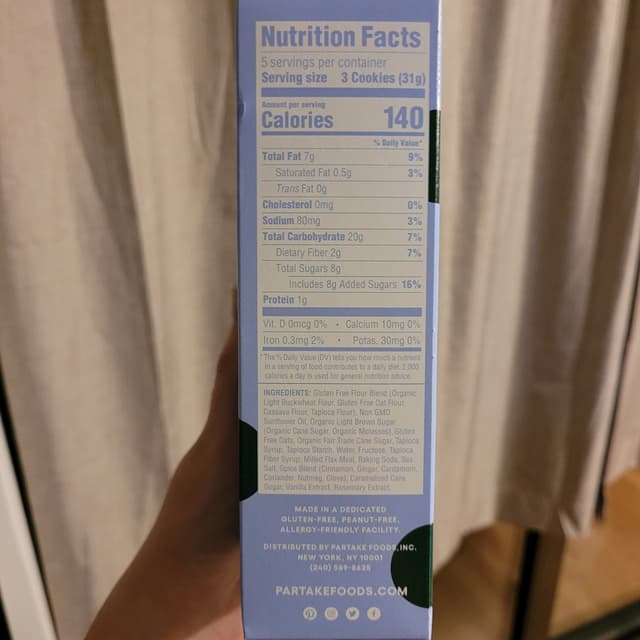 Nutrition Facts
5 servings per container
Serving size 3 Cookies (31g)
Amount per serving
Calories 140
% Daily Value*
Total Fat 7g 9%
Saturated Fat 0.5g 3%
Trans Fat 0g
Cholesterol 0mg 0%
Sodium 80mg 3%
Total Carbohydrate 20g 7%
Dietary Fiber 2g 7%
Total Sugars 8g
Includes 8g Added Sugars 16%
Protein 1g
Vit. D 0mcg 0% • Calcium 10mg 0%
Iron 0.3mg 2% • Potas. 30mg 0%
*The % Daily Value (DV) tells you how much a nutrient
in a serving of food contributes to a daily diet. 2,000
calories a day is used for general nutrition advice.
INGREDIENTS: Gluten Free Flour Blend (Organic
Light Buckwheat Flour, Gluten Free Oat Flour,
Cassava Flour, Tapioca Flour), Non GMO
Sunflower Oil, Organic Light Brown Sugar
(Organic Cane Sugar, Organic Molasses), Gluten
Free Oats, Organic Fair Trade Cane Sugar, Tapioca
Syrup, Tapioca Starch, Water, Fructose, Tapioca
Fiber Syrup, Milled Flax Meal, Baking Soda, Sea
Salt, Spice Blend (Cinnamon, Ginger, Cardamom,
Coriander, Nutmeg, Clove), Caramelized Cane
Sugar, Vanilla Extract, Rosemary Extract.
MADE IN A DEDICATED
GLUTEN-FREE, PEANUT-FREE,
ALLERGY-FRIENDLY FACILITY.
DISTRIBUTED BY PARTAKE FOODS, INC.
NEW YORK, NY 10001
(240) 569-8625
PARTAKEFOODS.COM